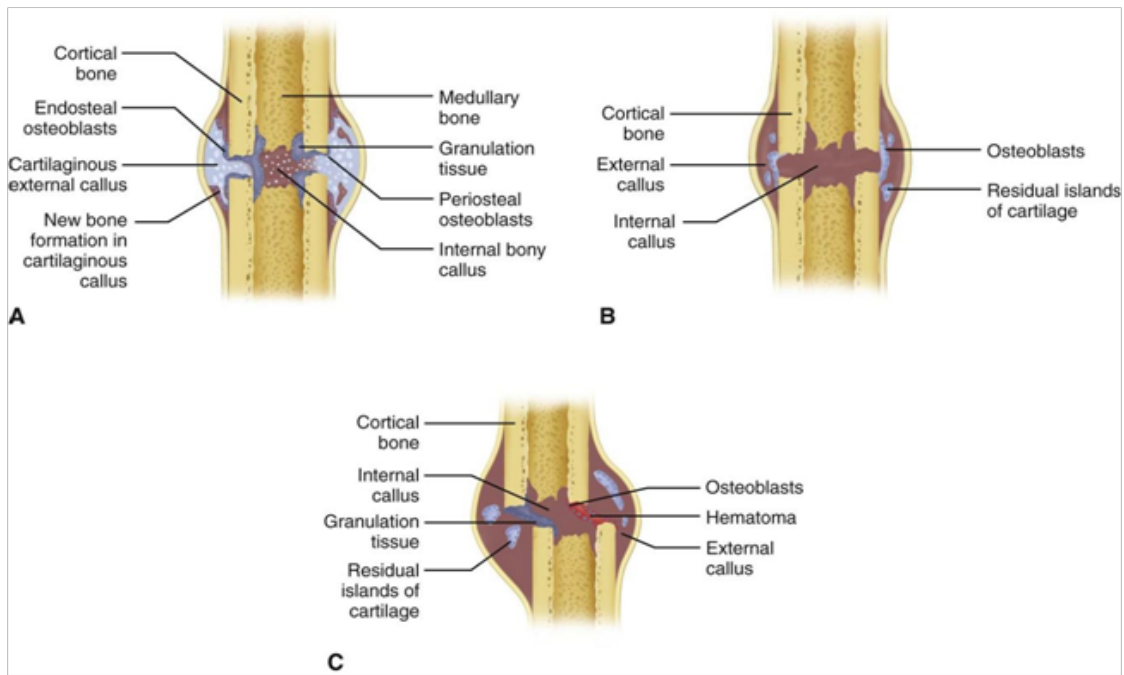 Cortical
bone
Endosteal
osteoblasts
Cartilaginous
external callus
New bone
formation in
cartilaginous
callus
Medullary
bone
Granulation
tissue
Periosteal
osteoblasts
Internal bony
callus
A
Cortical
bone
External
callus
Internal
callus
Osteoblasts
Residual islands
of cartilage
B
Cortical
bone
Internal
callus
Granulation
tissue
Residual
islands of
cartilage
Osteoblasts
Hematoma
External
callus
C